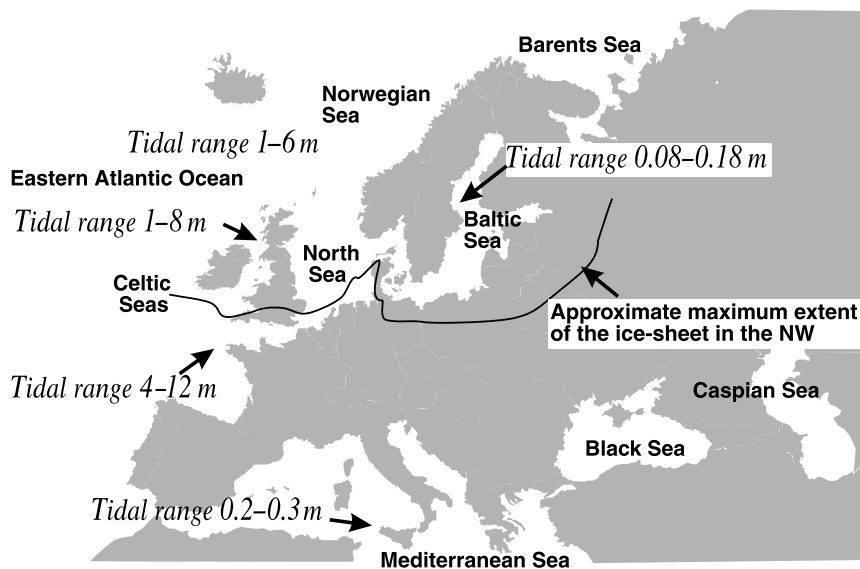 Barents Sea
Norwegian
Sea
Tidal range 1–6 m
Tidal range 0.08–0.18 m
Eastern Atlantic Ocean
Tidal range 1–8 m
Baltic
Sea
North
Sea
Celtic
Seas
Approximate maximum extent
of the ice-sheet in the NW
Tidal range 4–12 m
Caspian Sea
Black Sea
Tidal range 0.2–0.3 m
Mediterranean Sea